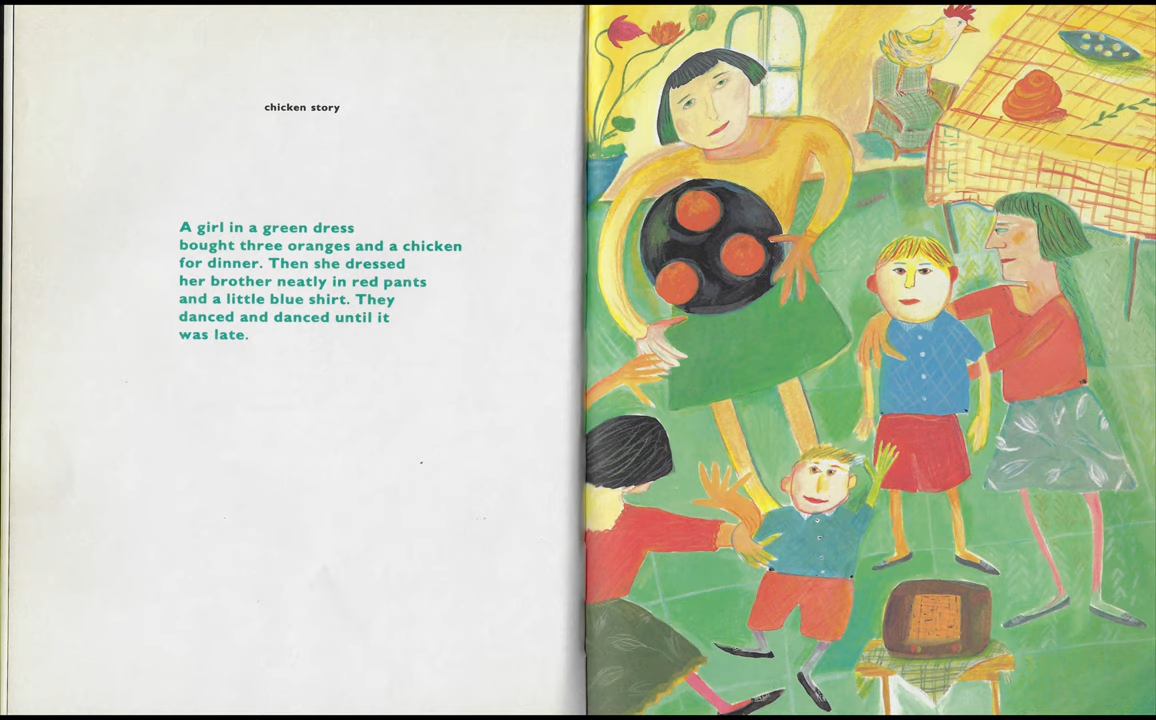 chicken story
A girl in a green dress
bought three oranges and a chicken
for dinner. Then she dressed
her brother neatly in red pants
and a little blue shirt. They
danced and danced until it
was late.